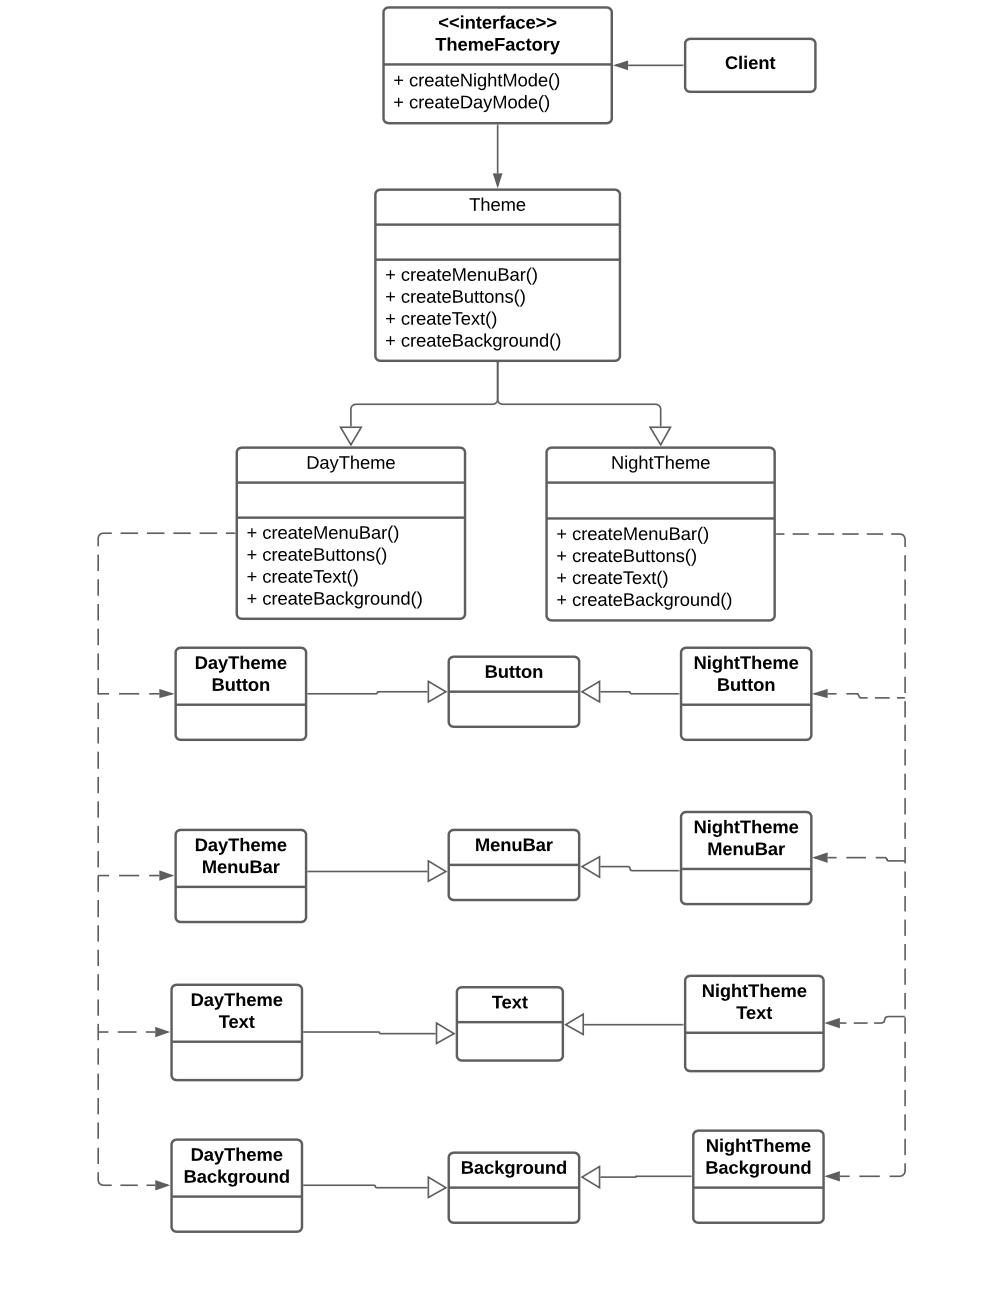 <<interface>>
ThemeFactory
+ createNightMode()
+ createDayMode()
Client
Theme
+ createMenuBar()
+ createButtons()
+ createText()
+ createBackground()
DayTheme
+ createMenuBar()
+ createButtons()
+ createText()
+ createBackground()
NightTheme
+ createMenuBar()
+ createButtons()
+ createText()
+ createBackground()
DayTheme
Button
Button
NightTheme
Button
DayTheme
MenuBar
MenuBar
NightTheme
MenuBar
DayTheme
Text
Text
NightTheme
Text
DayTheme
Background
Background
NightTheme
Background